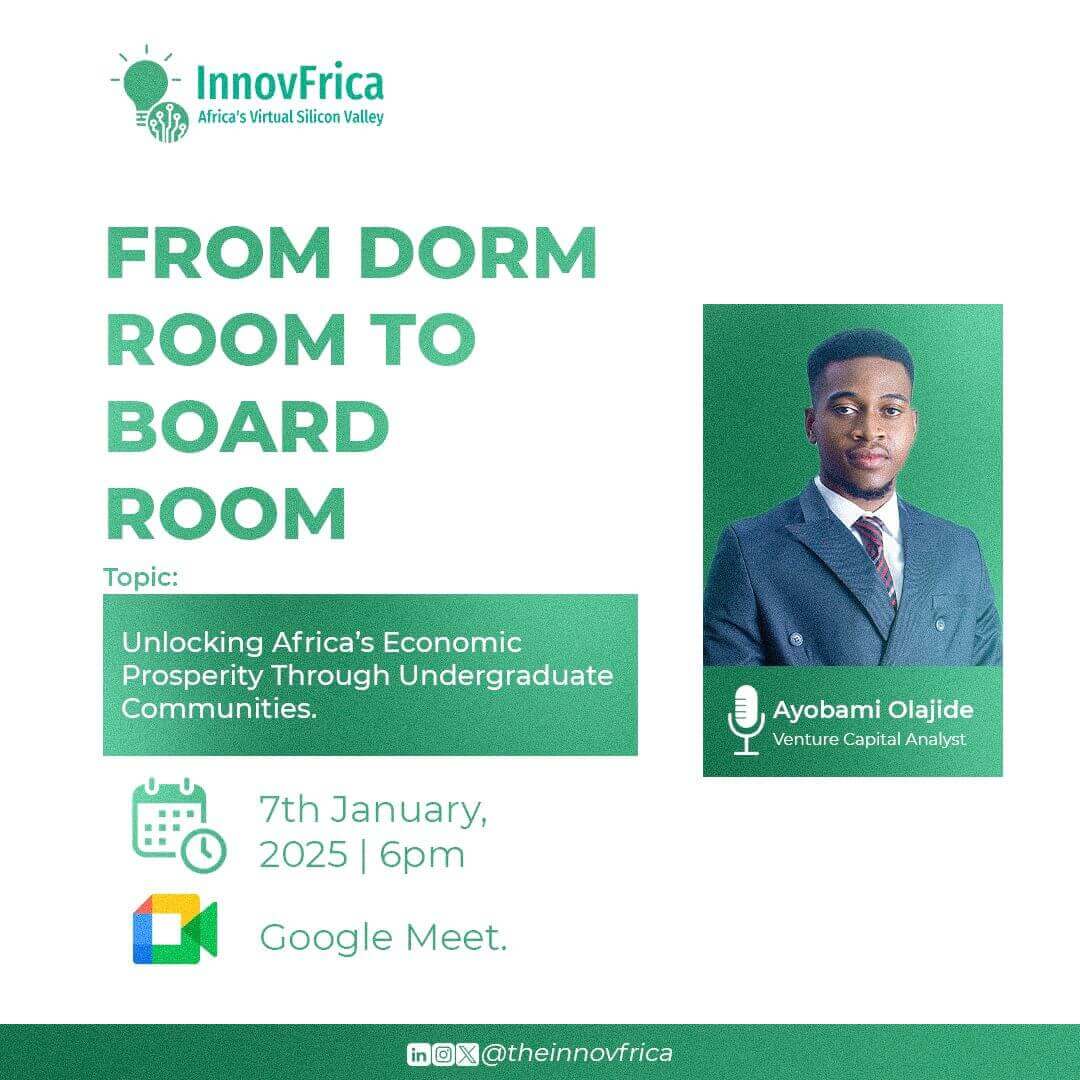 InnovFrica
Africa's Virtual Silicon Valley
FROM DORM
ROOM TO
BOARD
ROOM
Topic:
Unlocking Africa’s Economic
Prosperity Through Undergraduate
Communities.
Ayobami Olajide
Venture Capital Analyst
7th January,
2025 | 6pm
Google Meet.
in X @theinnovfrica